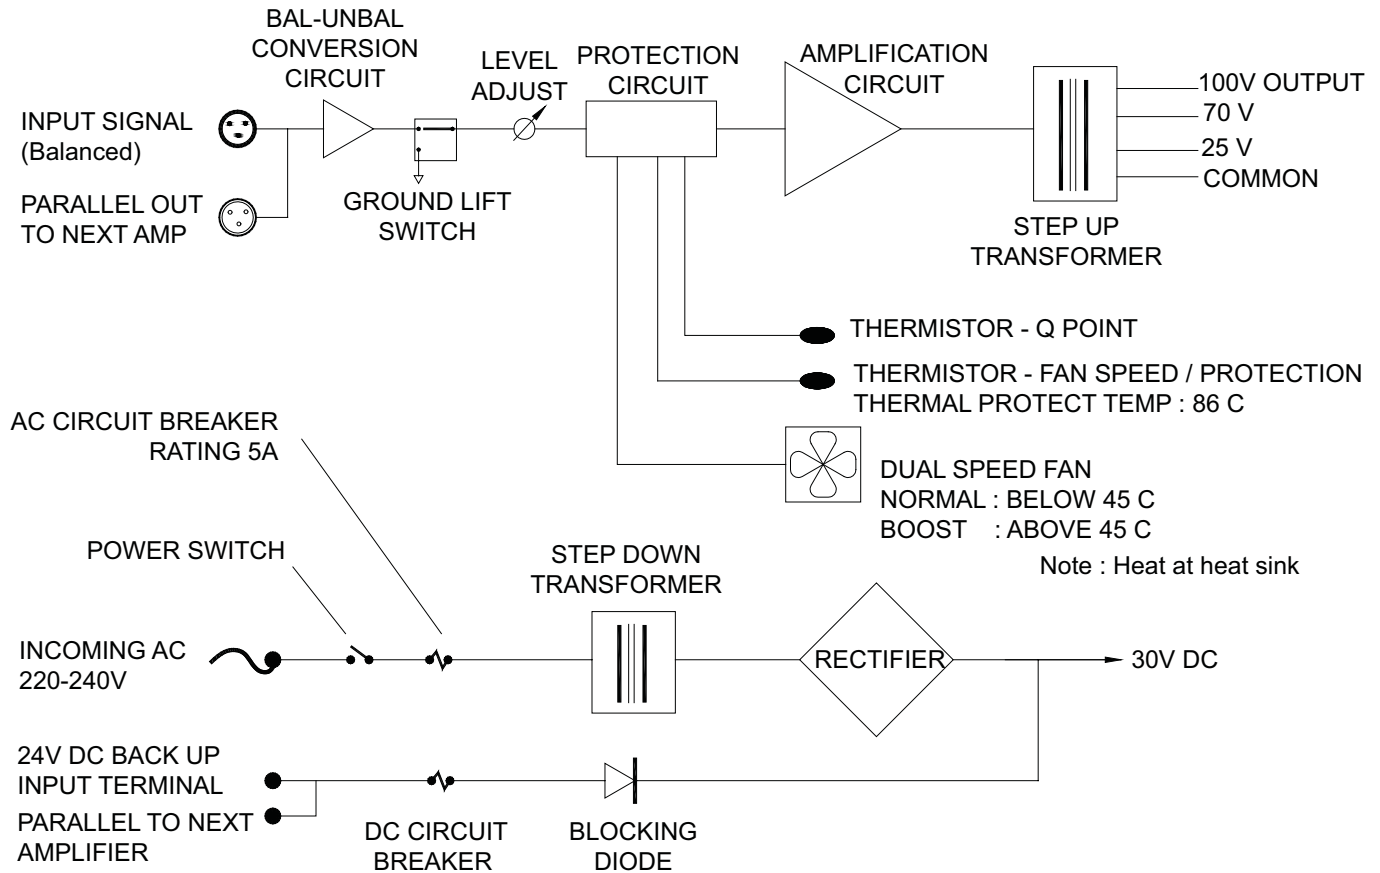 BAL-UNBAL
CONVERSION
CIRCUIT
LEVEL
ADJUST
PROTECTION
CIRCUIT
AMPLIFICATION
CIRCUIT
INPUT SIGNAL
(Balanced)
PARALLEL OUT
TO NEXT AMP
GROUND LIFT
SWITCH
100V OUTPUT
70 V
25 V
COMMON
STEP UP
TRANSFORMER
THERMISTOR - Q POINT
THERMISTOR - FAN SPEED / PROTECTION
THERMAL PROTECT TEMP : 86 C
DUAL SPEED FAN
NORMAL : BELOW 45 C
BOOST : ABOVE 45 C
Note : Heat at heat sink
AC CIRCUIT BREAKER
RATING 5A
POWER SWITCH
STEP DOWN
TRANSFORMER
INCOMING AC
220-240V
RECTIFIER
30V DC
24V DC BACK UP
INPUT TERMINAL
PARALLEL TO NEXT
AMPLIFIER
DC CIRCUIT
BREAKER
BLOCKING
DIODE